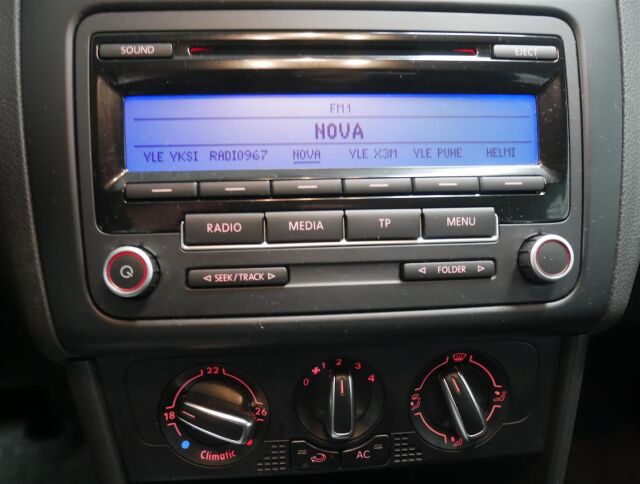 SOUND EJECT
FM1
NOVA
YLE YKSI RADIO967 NOVA YLE X3M YLE PUHE HELMI
RADIO MEDIA TP MENU
SEEK/TRACK FOLDER
18 22 26
Climatic
0 1 2 3 4
AC